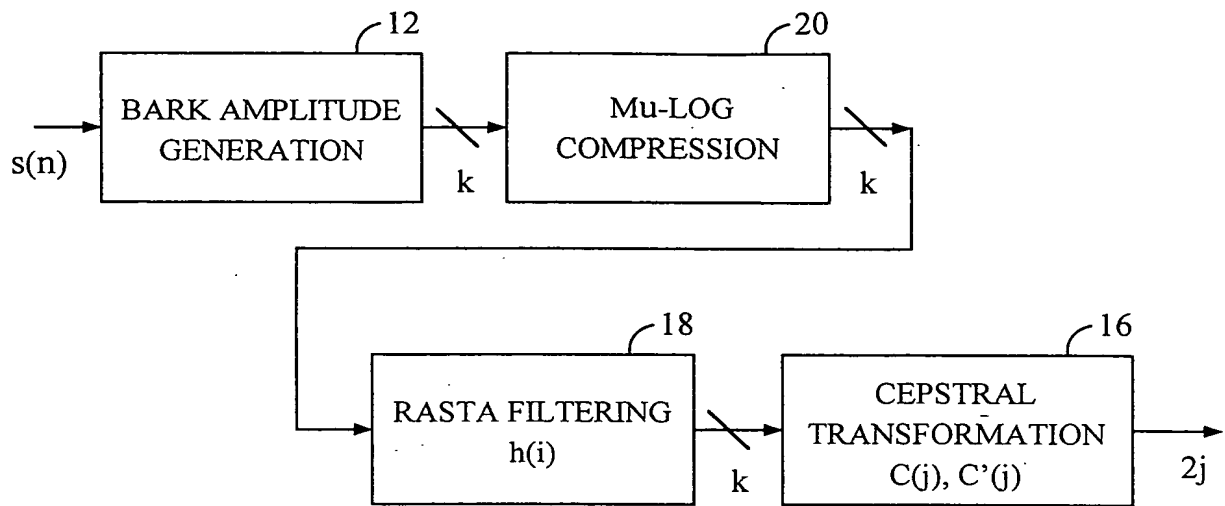 12
BARK AMPLITUDE
GENERATION
s(n)
k
20
Mu-LOG
COMPRESSION
k
18
RASTA FILTERING
h(i)
k
16
CEPSTRAL
TRANSFORMATION
C(j), C'(j)
2j